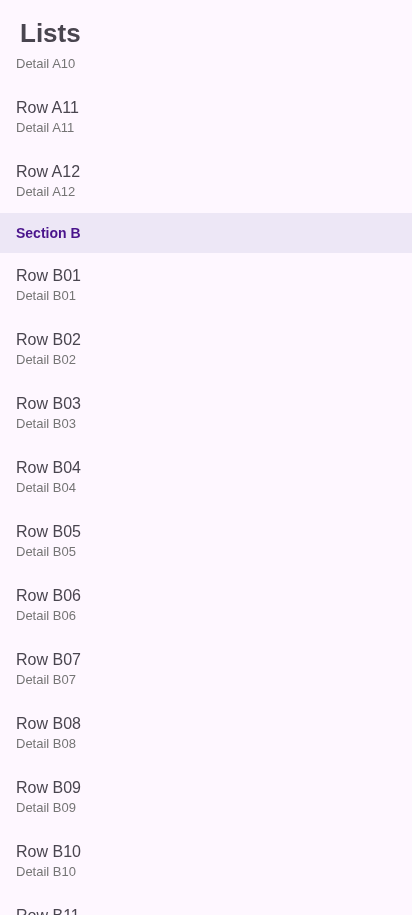 Lists
Detail A10
Row A11
Detail A11
Row A12
Detail A12
Section B
Row B01
Detail B01
Row B02
Detail B02
Row B03
Detail B03
Row B04
Detail B04
Row B05
Detail B05
Row B06
Detail B06
Row B07
Detail B07
Row B08
Detail B08
Row B09
Detail B09
Row B10
Detail B10
Row B11